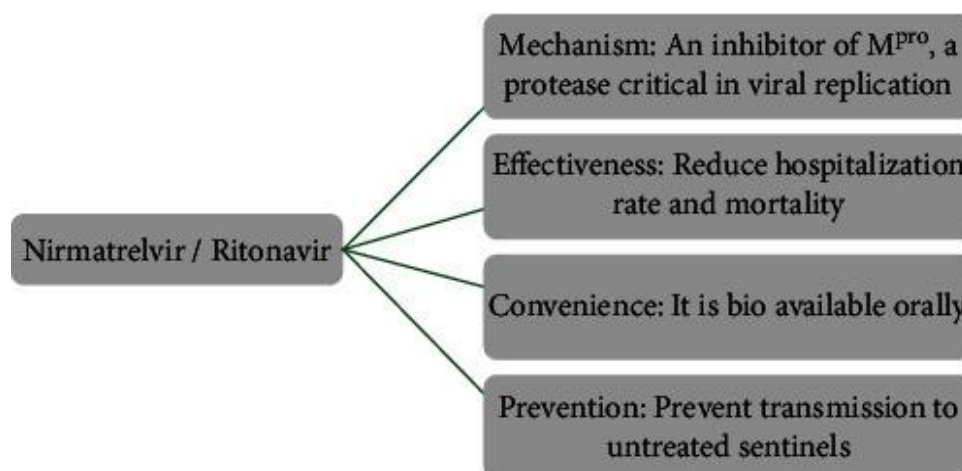 Nirmatrelvir / Ritonavir
Mechanism: An inhibitor of Mᵖʳᵒ, a
protease critical in viral replication
Effectiveness: Reduce hospitalization
rate and mortality
Convenience: It is bio available orally
Prevention: Prevent transmission to
untreated sentinels